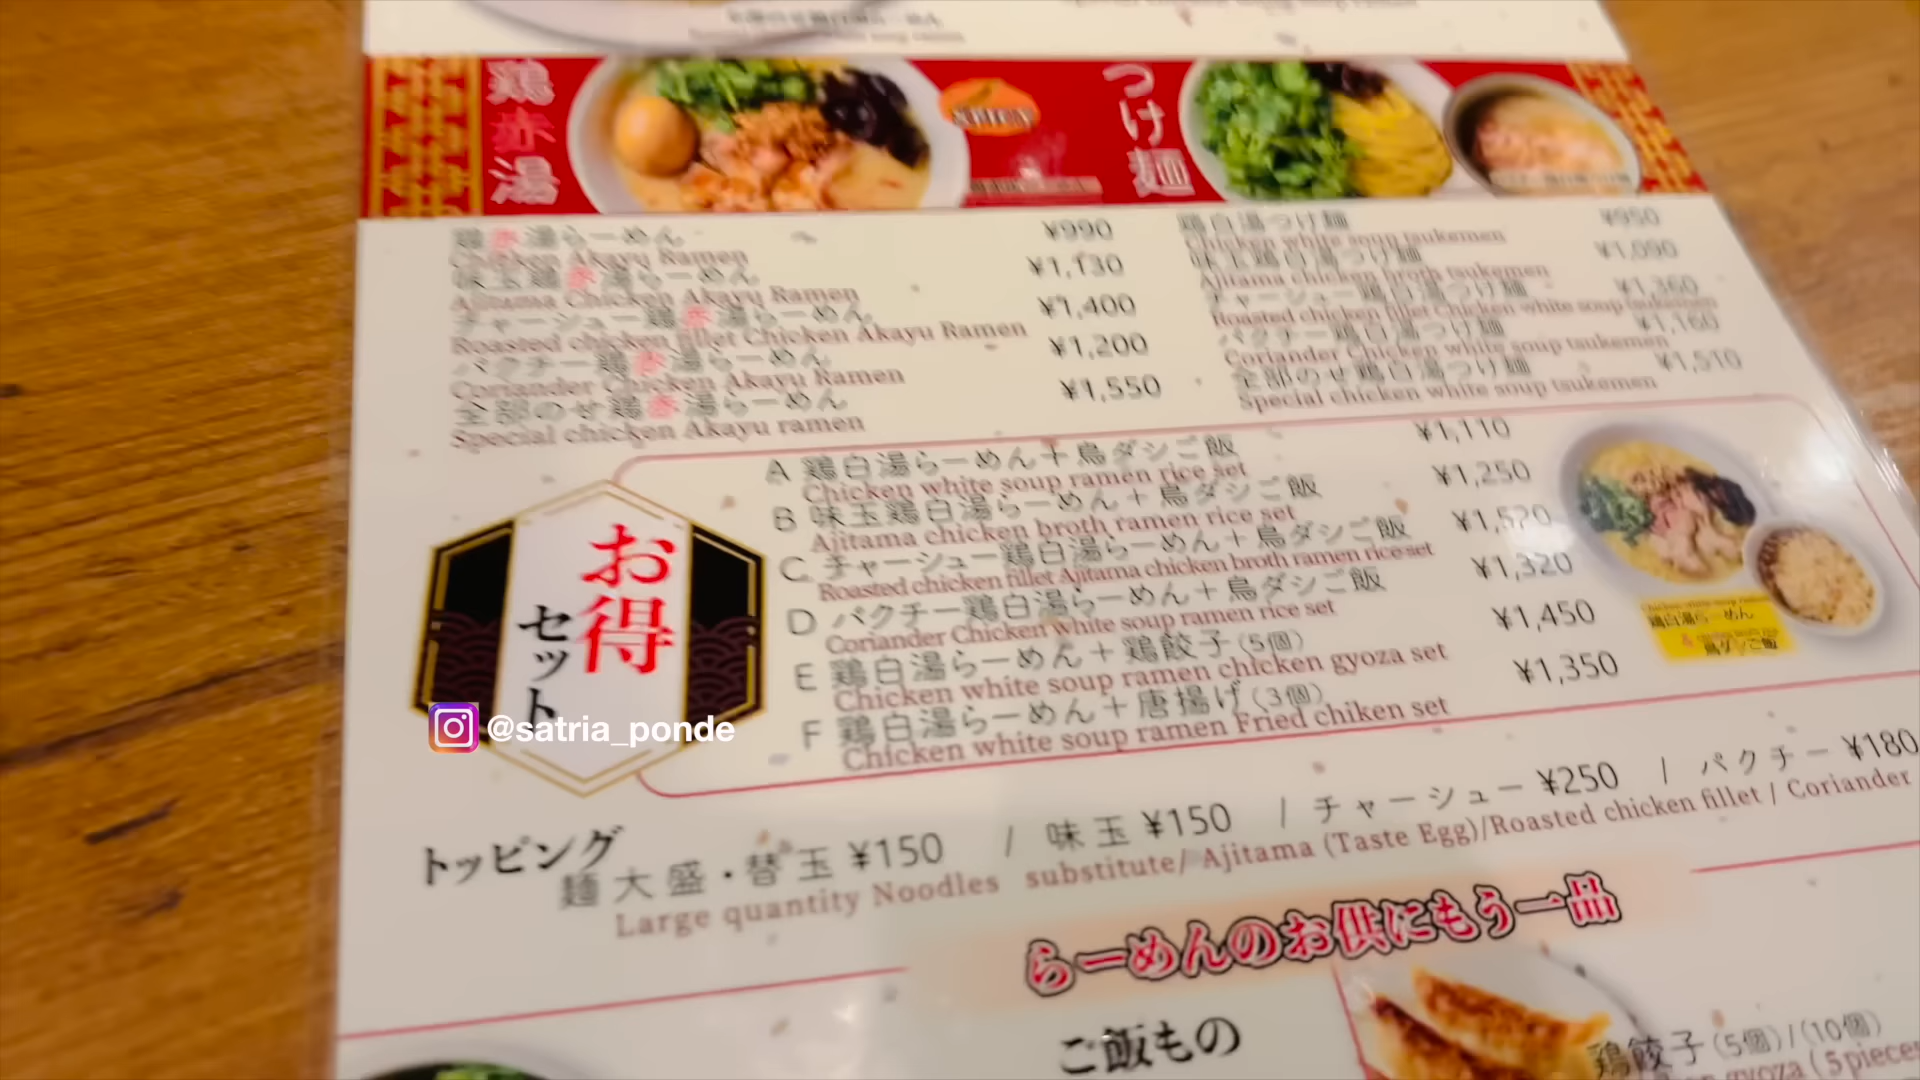 鶏赤湯
つけ麺
鶏赤湯らーめん ¥990
Chicken Akayu Ramen
味玉鶏赤湯らーめん ¥1,130
Ajitama Chicken Akayu Ramen
チャーシュー鶏赤湯らーめん ¥1,400
Roasted chicken fillet Chicken Akayu Ramen
パクチー鶏赤湯らーめん ¥1,200
Coriander Chicken Akayu Ramen
全部のせ鶏赤湯らーめん ¥1,550
Special chicken Akayu ramen
鶏白湯つけ麺 ¥950
Chicken white soup tsukemen
味玉鶏白湯つけ麺 ¥1,090
Ajitama chicken broth tsukemen
チャーシュー鶏白湯つけ麺 ¥1,360
Roasted chicken fillet Chicken white soup tsukemen
パクチー鶏白湯つけ麺 ¥1,160
Coriander Chicken white soup tsukemen
全部のせ鶏白湯つけ麺 ¥1,510
Special chicken white soup tsukemen
お得
セット
A 鶏白湯らーめん+鳥ダシご飯 ¥1,110
Chicken white soup ramen rice set
B 味玉鶏白湯らーめん+鳥ダシご飯 ¥1,250
Ajitama chicken broth ramen rice set
C チャーシュー鶏白湯らーめん+鳥ダシご飯 ¥1,520
Roasted chicken fillet Ajitama chicken broth ramen rice set
D パクチー鶏白湯らーめん+鳥ダシご飯 ¥1,320
Coriander Chicken white soup ramen rice set
E 鶏白湯らーめん+鶏餃子(5個) ¥1,450
Chicken white soup ramen chicken gyoza set
F 鶏白湯らーめん+唐揚げ(3個) ¥1,350
Chicken white soup ramen Fried chiken set
鶏白湯らーめん
鳥ダシご飯
@satria_ponde
トッピング
麺大盛・替玉 ¥150 / 味玉 ¥150 / チャーシュー ¥250 / パクチー ¥180
Large quantity Noodles substitute/Ajitama (Taste Egg)/Roasted chicken fillet / Coriander
らーめんのお供にもう一品
ご飯もの
鶏餃子(5個)/(10個)
gyoza (5pieces